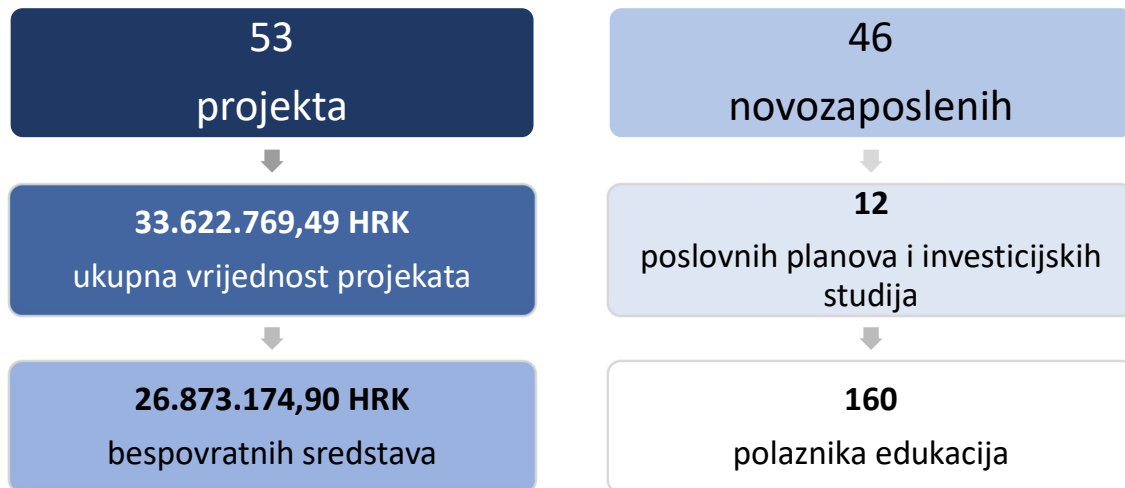 53
projekta
33.622.769,49 HRK
ukupna vrijednost projekata
26.873.174,90 HRK
bespovratnih sredstava
46
novozaposlenih
12
poslovnih planova i investicijskih
studija
160
polaznika edukacija